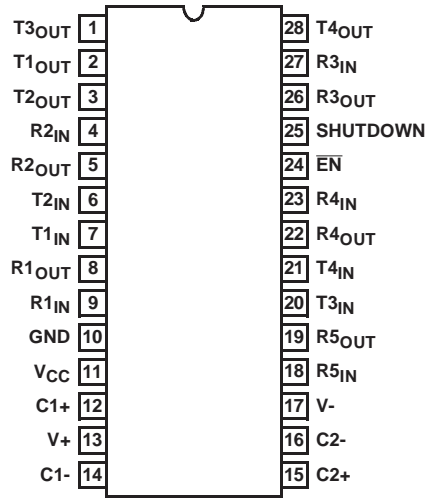 T3OUT 1 28 T4OUT
T1OUT 2 27 R3IN
T2OUT 3 26 R3OUT
R2IN 4 25 SHUTDOWN
R2OUT 5 24 E̅N̅
T2IN 6 23 R4IN
T1IN 7 22 R4OUT
R1OUT 8 21 T4IN
R1IN 9 20 T3IN
GND 10 19 R5OUT
VCC 11 18 R5IN
C1+ 12 17 V-
V+ 13 16 C2-
C1- 14 15 C2+